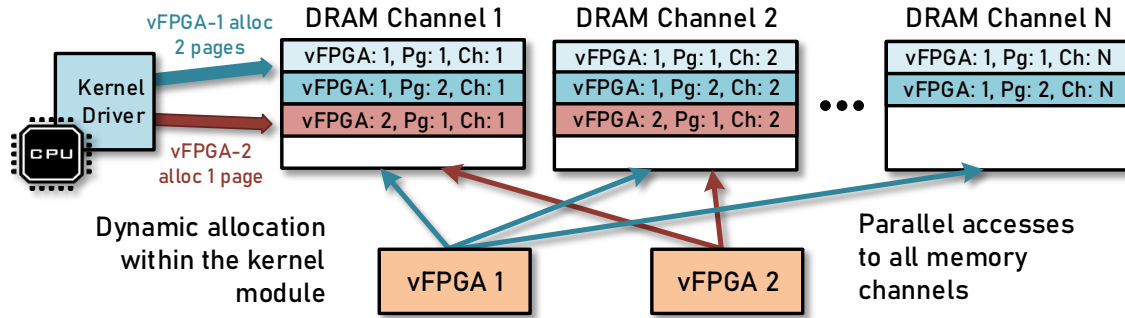 vFPGA-1 alloc
2 pages
DRAM Channel 1
DRAM Channel 2
DRAM Channel N
Kernel
Driver
CPU
vFPGA: 1, Pg: 1, Ch: 1
vFPGA: 1, Pg: 2, Ch: 1
vFPGA: 2, Pg: 1, Ch: 1
vFPGA: 1, Pg: 1, Ch: 2
vFPGA: 1, Pg: 2, Ch: 2
vFPGA: 2, Pg: 1, Ch: 2
vFPGA: 1, Pg: 1, Ch: N
vFPGA: 1, Pg: 2, Ch: N
vFPGA-2
alloc 1 page
Dynamic allocation
within the kernel
module
vFPGA 1
vFPGA 2
Parallel accesses
to all memory
channels